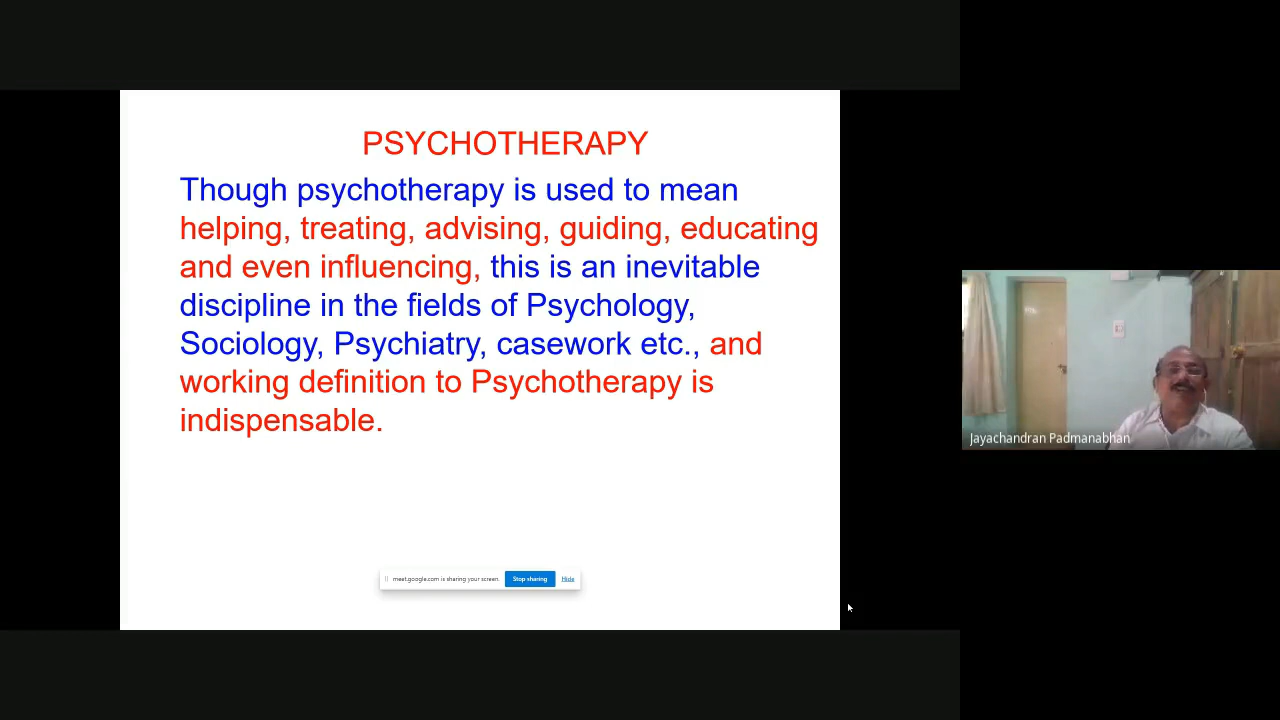 PSYCHOTHERAPY
Though psychotherapy is used to mean
helping, treating, advising, guiding, educating
and even influencing, this is an inevitable
discipline in the fields of Psychology,
Sociology, Psychiatry, casework etc., and
working definition to Psychotherapy is
indispensable.
meet.google.com is sharing your screen. Stop sharing Hide
Jayachandran Padmanabhan